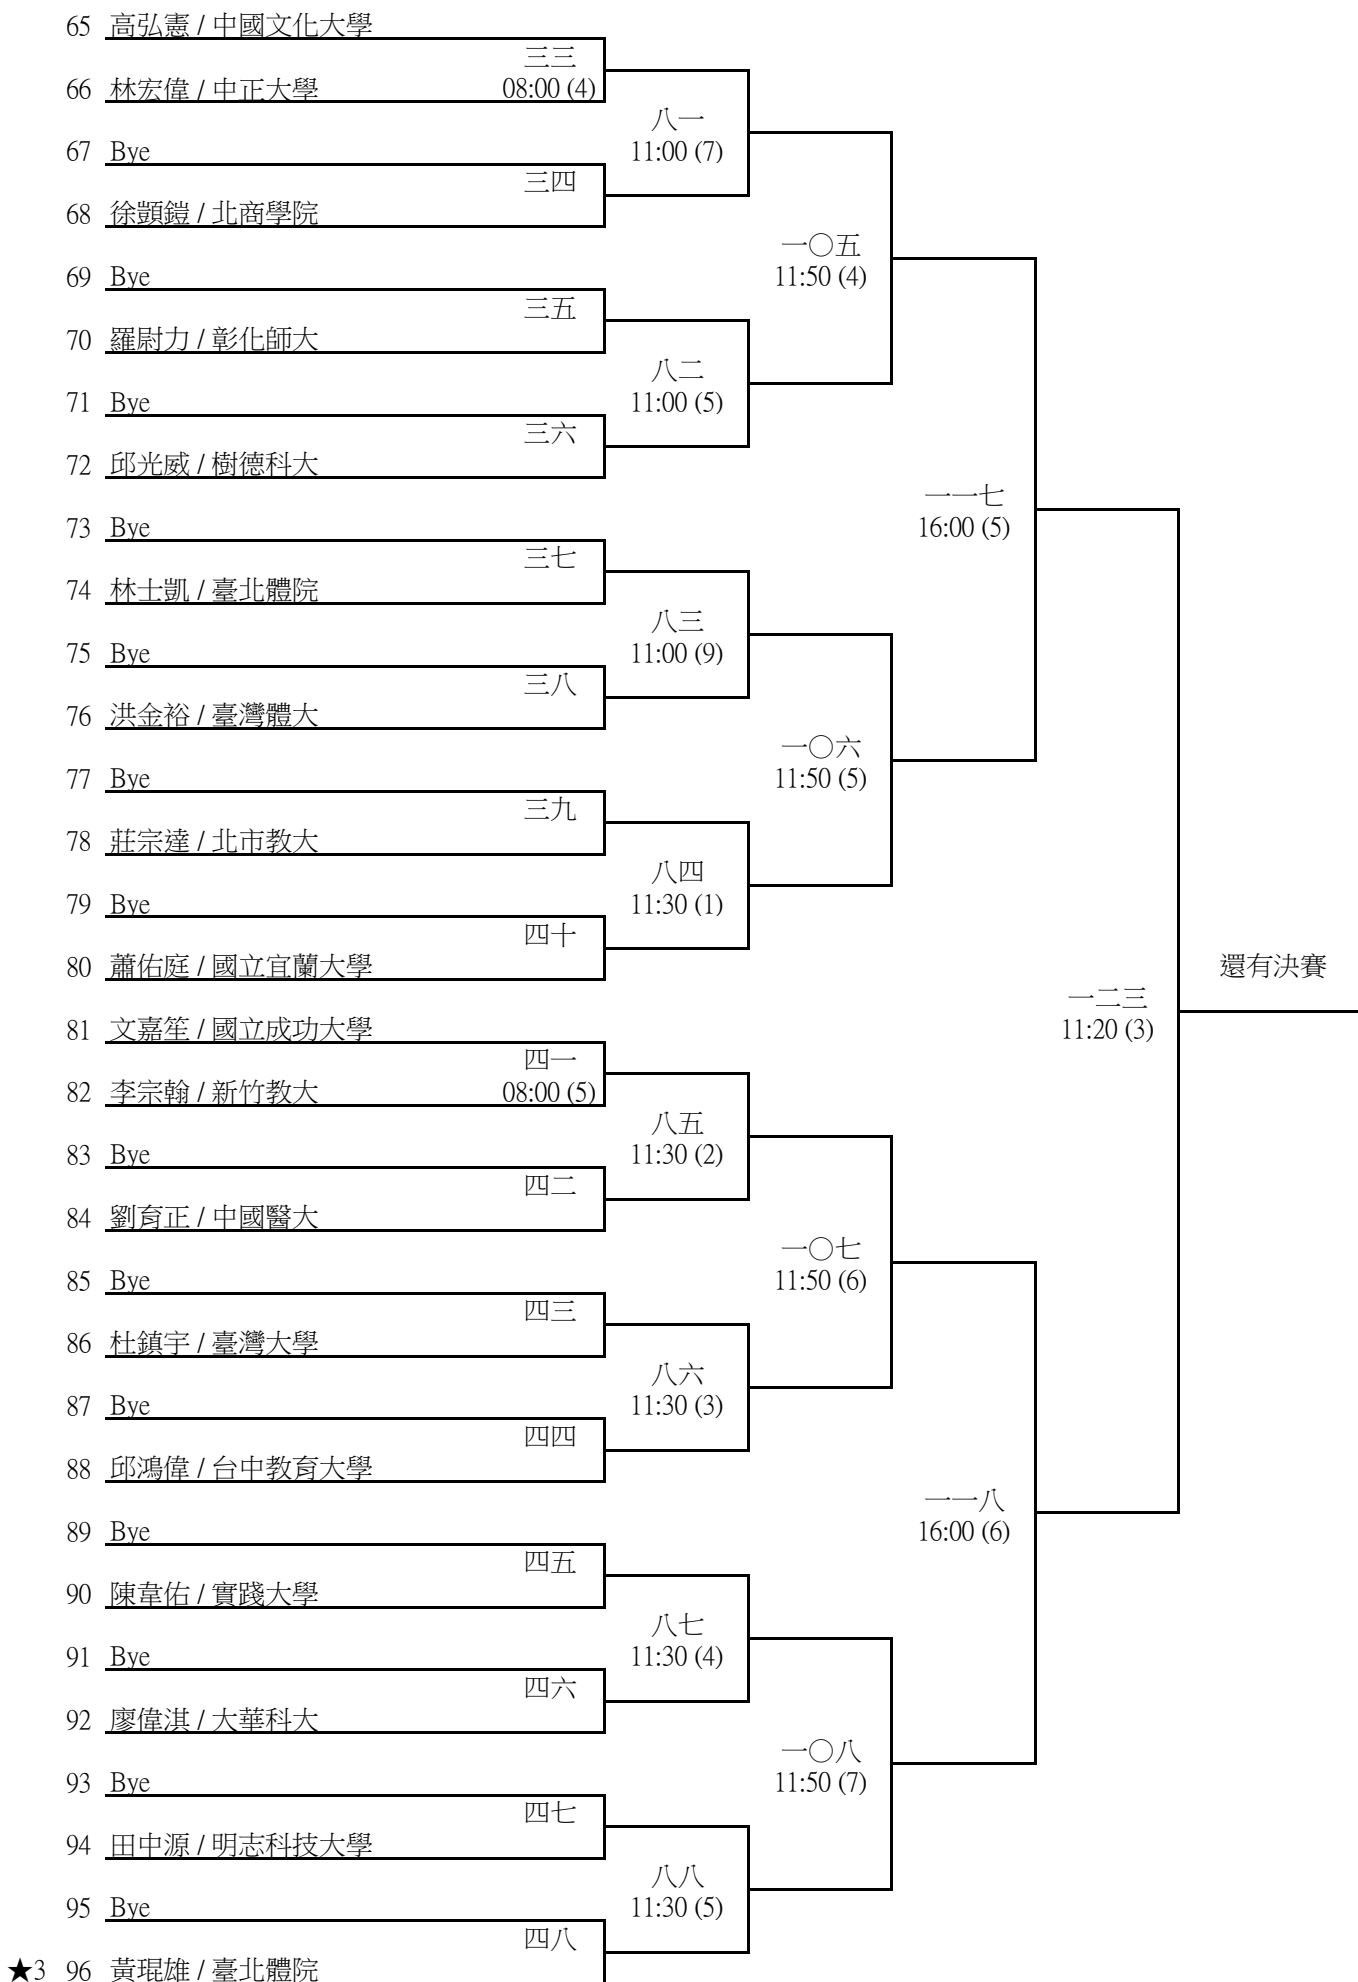 65 高弘憲 / 中國文化大學
三三
66 林宏偉 / 中正大學 08:00 (4)
八一
67 Bye 11:00 (7)
三四
68 徐顗鎧 / 北商學院
一〇五
69 Bye 11:50 (4)
三五
70 羅尉力 / 彰化師大
八二
71 Bye 11:00 (5)
三六
72 邱光威 / 樹德科大
一一七
73 Bye 16:00 (5)
三七
74 林士凱 / 臺北體院
八三
75 Bye 11:00 (9)
三八
76 洪金裕 / 臺灣體大
一〇六
77 Bye 11:50 (5)
三九
78 莊宗達 / 北市教大
八四
79 Bye 11:30 (1)
四十
80 蕭佑庭 / 國立宜蘭大學 還有決賽
一二三
81 文嘉笙 / 國立成功大學 11:20 (3)
四一
82 李宗翰 / 新竹教大 08:00 (5)
八五
83 Bye 11:30 (2)
四二
84 劉育正 / 中國醫大
一〇七
85 Bye 11:50 (6)
四三
86 杜鎮宇 / 臺灣大學
八六
87 Bye 11:30 (3)
四四
88 邱鴻偉 / 台中教育大學
一一八
89 Bye 16:00 (6)
四五
90 陳韋佑 / 實踐大學
八七
91 Bye 11:30 (4)
四六
92 廖偉淇 / 大華科大
一〇八
93 Bye 11:50 (7)
四七
94 田中源 / 明志科技大學
八八
95 Bye 11:30 (5)
四八
★3 96 黃琨雄 / 臺北體院